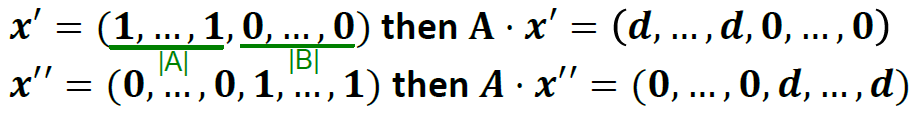 x′ = (1, … , 1, 0, … , 0) then A · x′ = (d, … , d, 0, … , 0)
|A| |B|
x′′ = (0, … , 0, 1, … , 1) then A · x′′ = (0, … , 0, d, … , d)